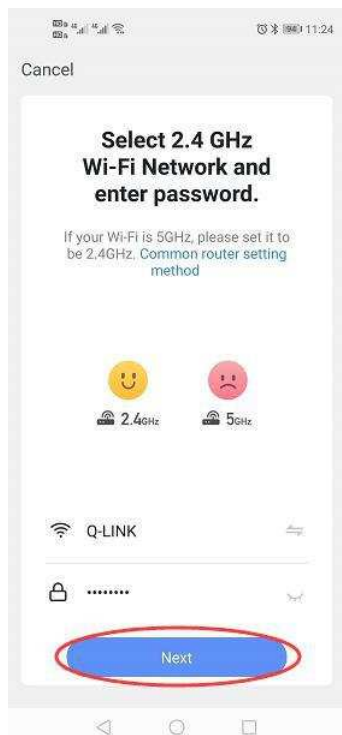 11:24
Cancel
Select 2.4 GHz
Wi-Fi Network and
enter password.
If your Wi-Fi is 5GHz, please set it to
be 2.4GHz. Common router setting
method
2.4GHz 5GHz
Q-LINK
••••••••
Next